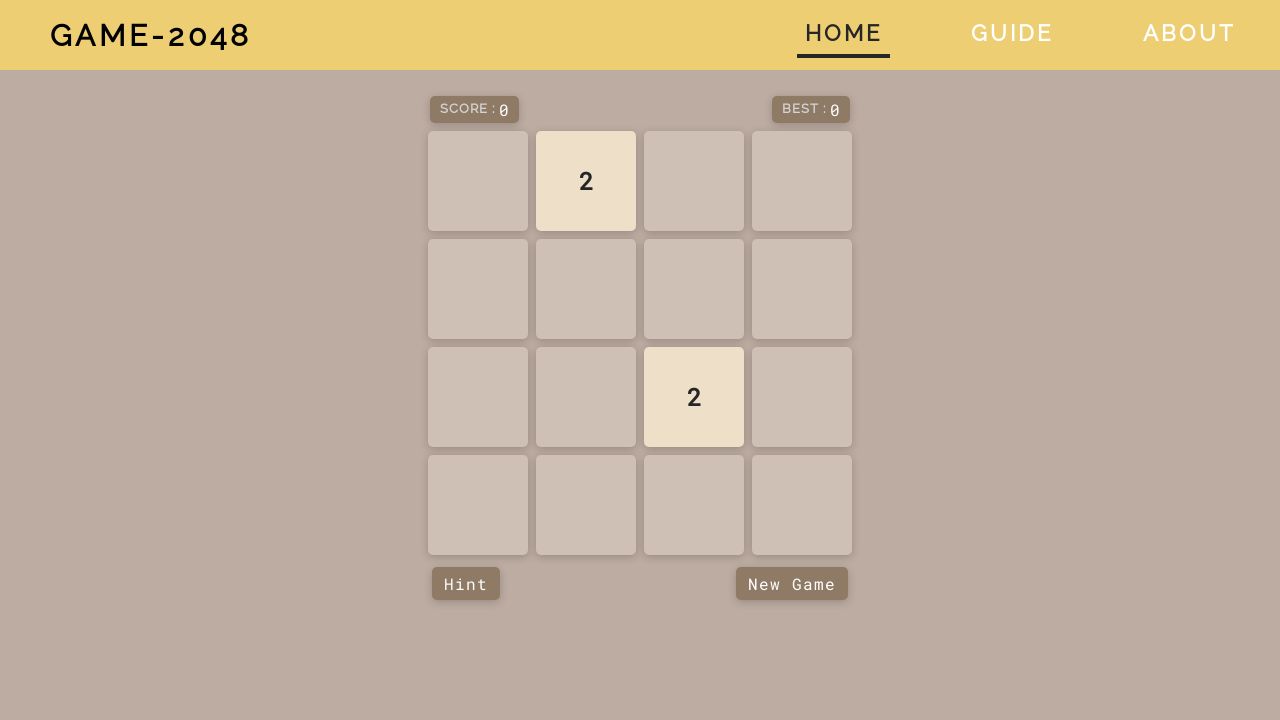 GAME-2048 HOME GUIDE ABOUT
SCORE : 0 BEST : 0
2
2
Hint New Game